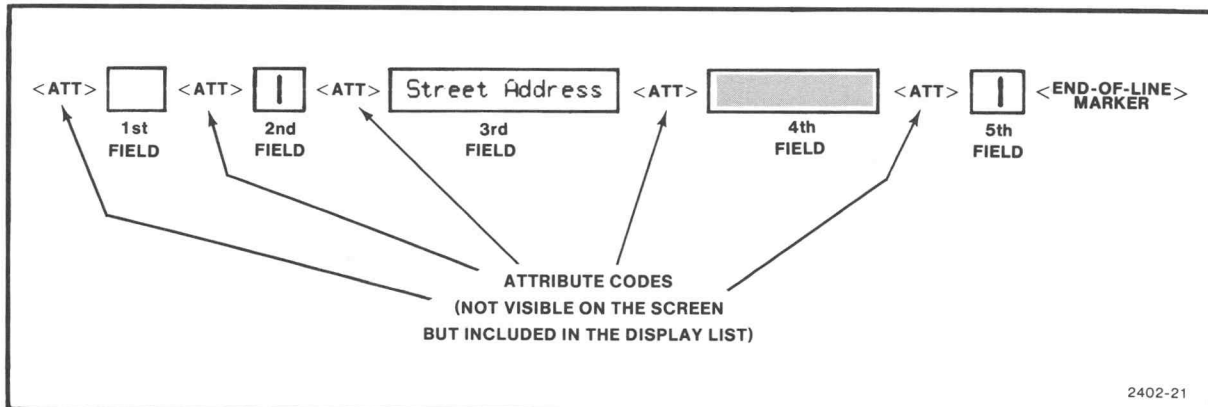 <ATT> <ATT> | <ATT> Street Address <ATT> <ATT> | <END-OF-LINE
MARKER>
1st
FIELD
2nd
FIELD
3rd
FIELD
4th
FIELD
5th
FIELD
ATTRIBUTE CODES
(NOT VISIBLE ON THE SCREEN
BUT INCLUDED IN THE DISPLAY LIST)
2402-21